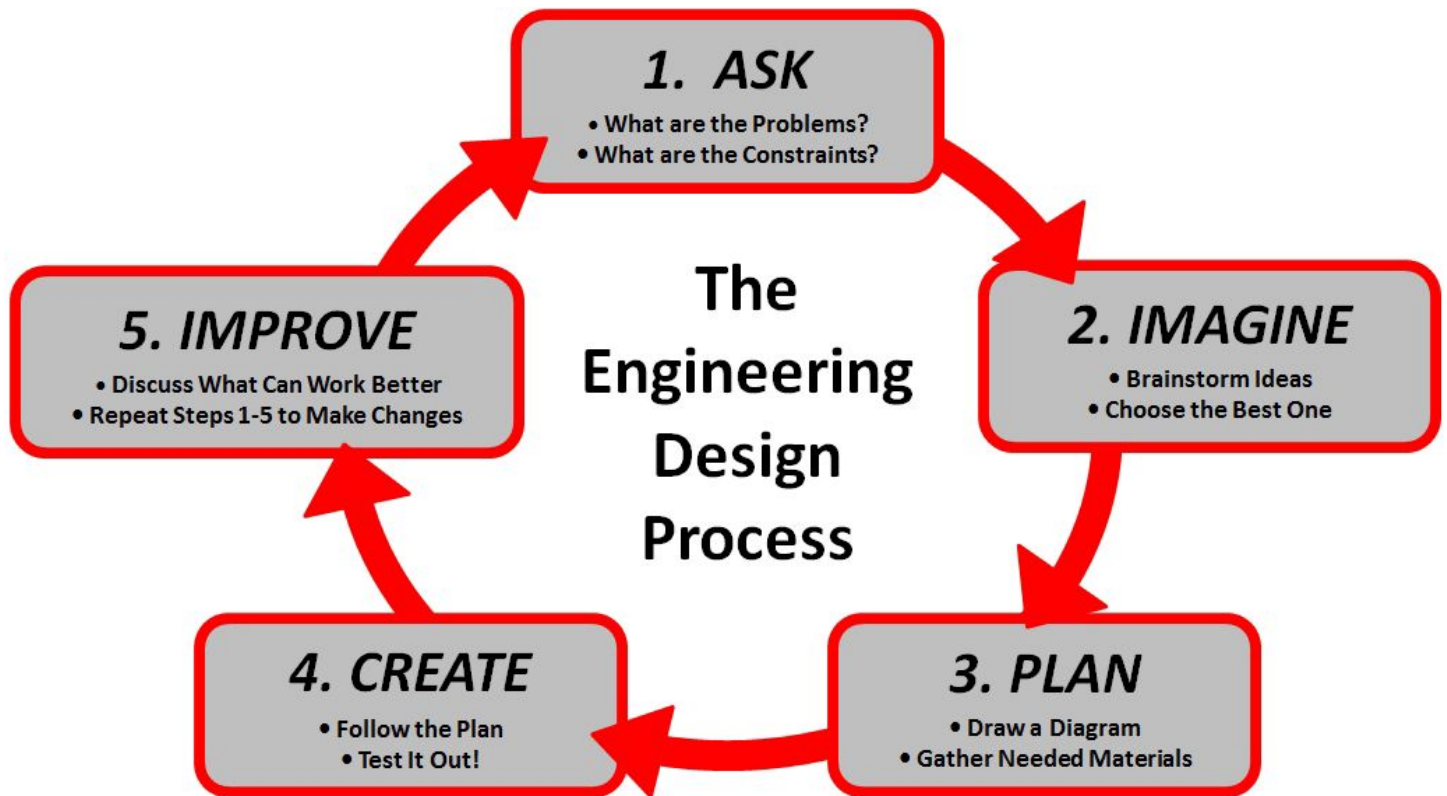 1. ASK
• What are the Problems?
• What are the Constraints?
The
Engineering
Design
Process
2. IMAGINE
• Brainstorm Ideas
• Choose the Best One
3. PLAN
• Draw a Diagram
• Gather Needed Materials
4. CREATE
• Follow the Plan
• Test It Out!
5. IMPROVE
• Discuss What Can Work Better
• Repeat Steps 1-5 to Make Changes